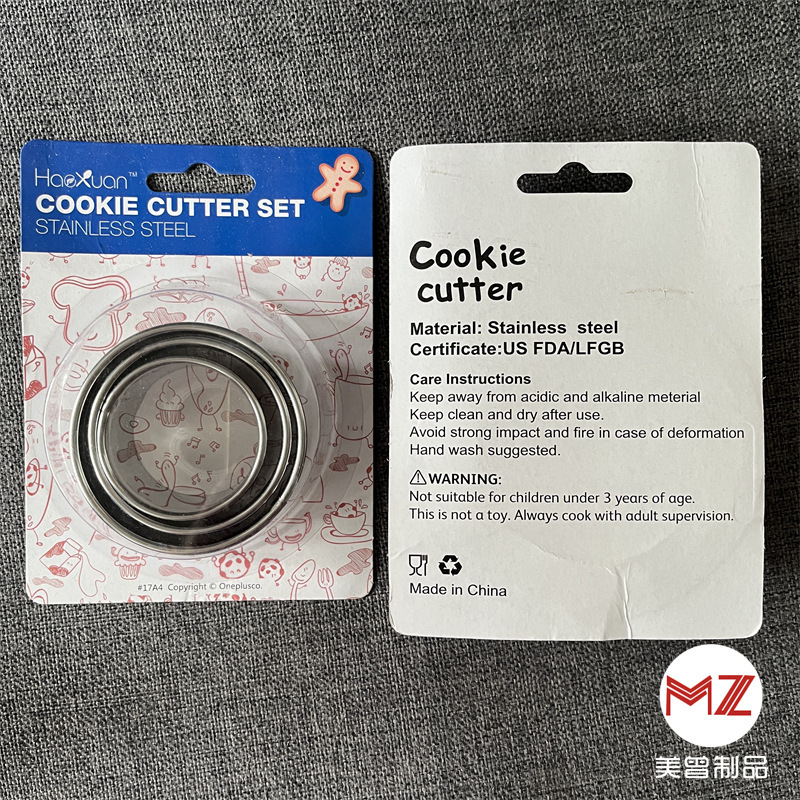 HaoXuan™
COOKIE CUTTER SET
STAINLESS STEEL
#17A4 Copyright © Oneplusco.
Cookie
cutter
Material: Stainless steel
Certificate:US FDA/LFGB
Care Instructions
Keep away from acidic and alkaline meterial
Keep clean and dry after use.
Avoid strong impact and fire in case of deformation
Hand wash suggested.
⚠WARNING:
Not suitable for children under 3 years of age.
This is not a toy. Always cook with adult supervision.
Made in China
MZ
美曾制品